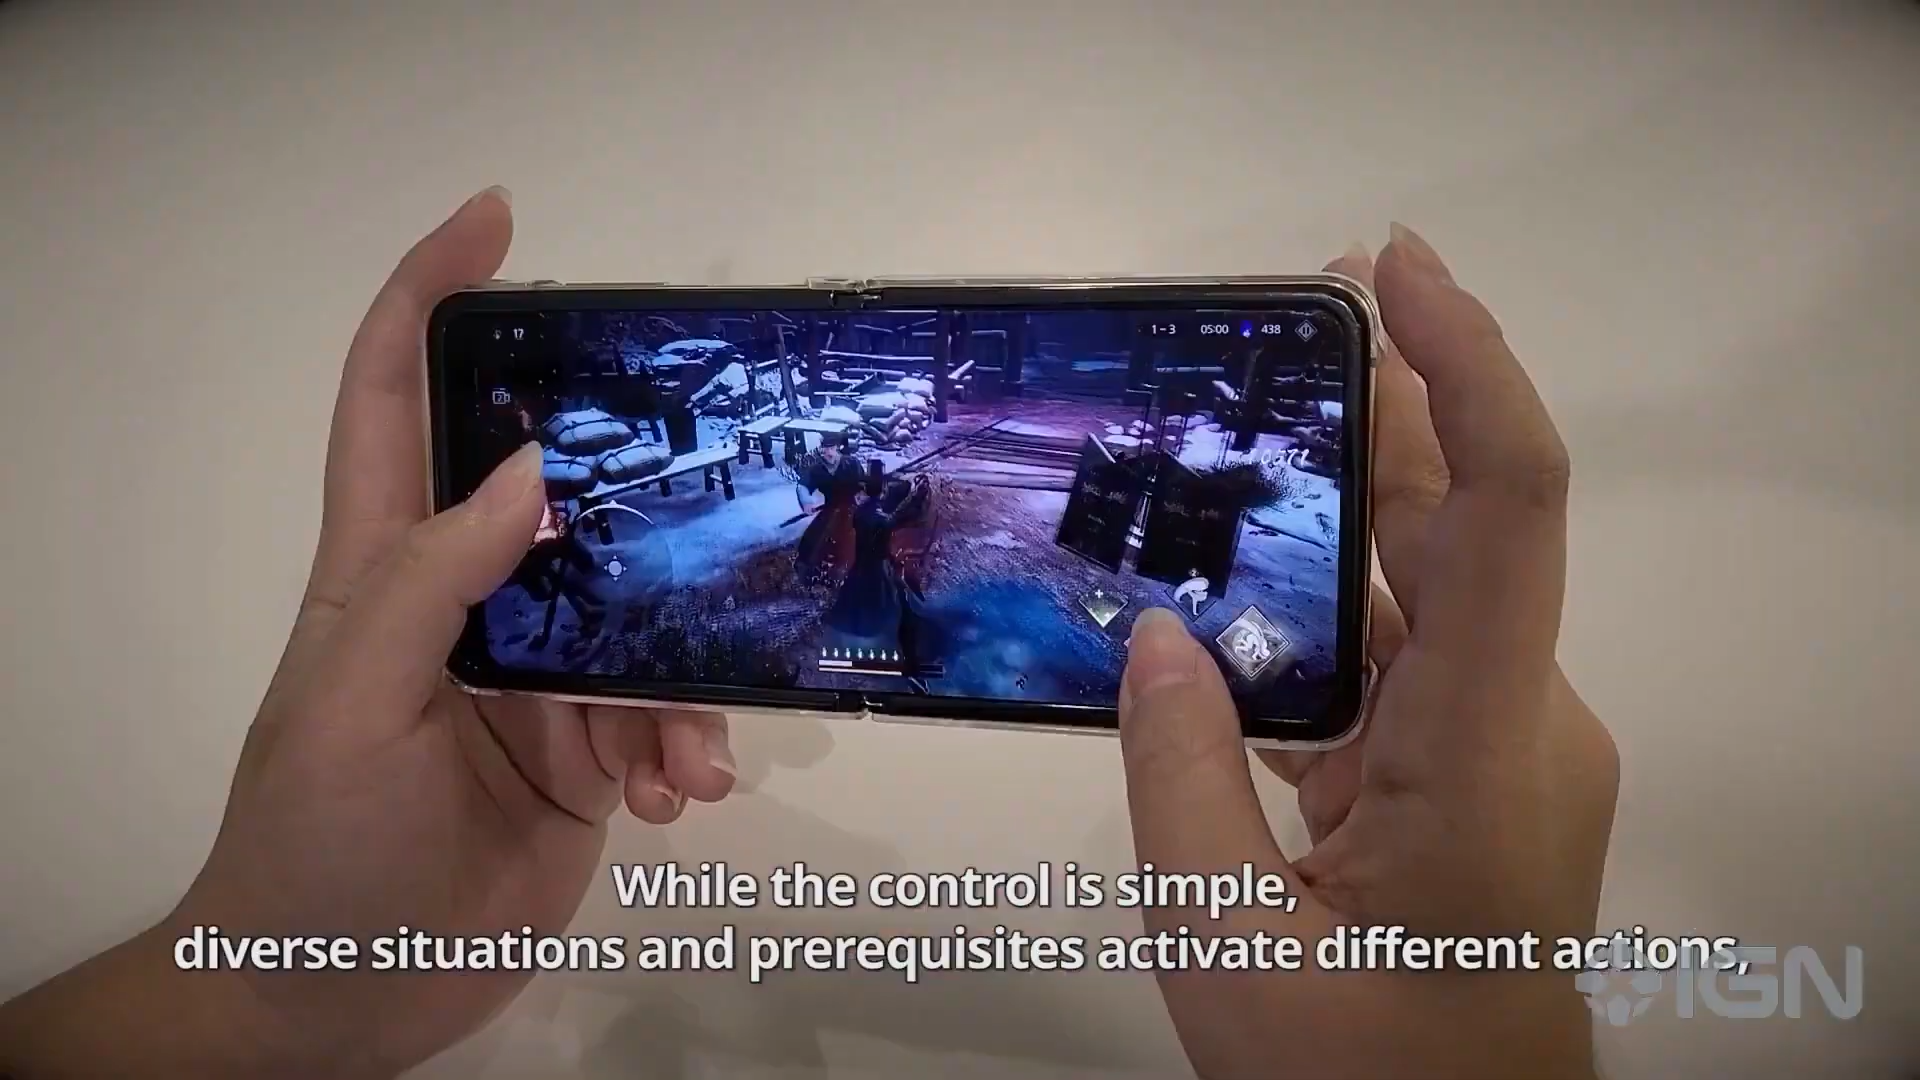 17
1-3 05:00 438
10571
While the control is simple,
diverse situations and prerequisites activate different actions,
IGN